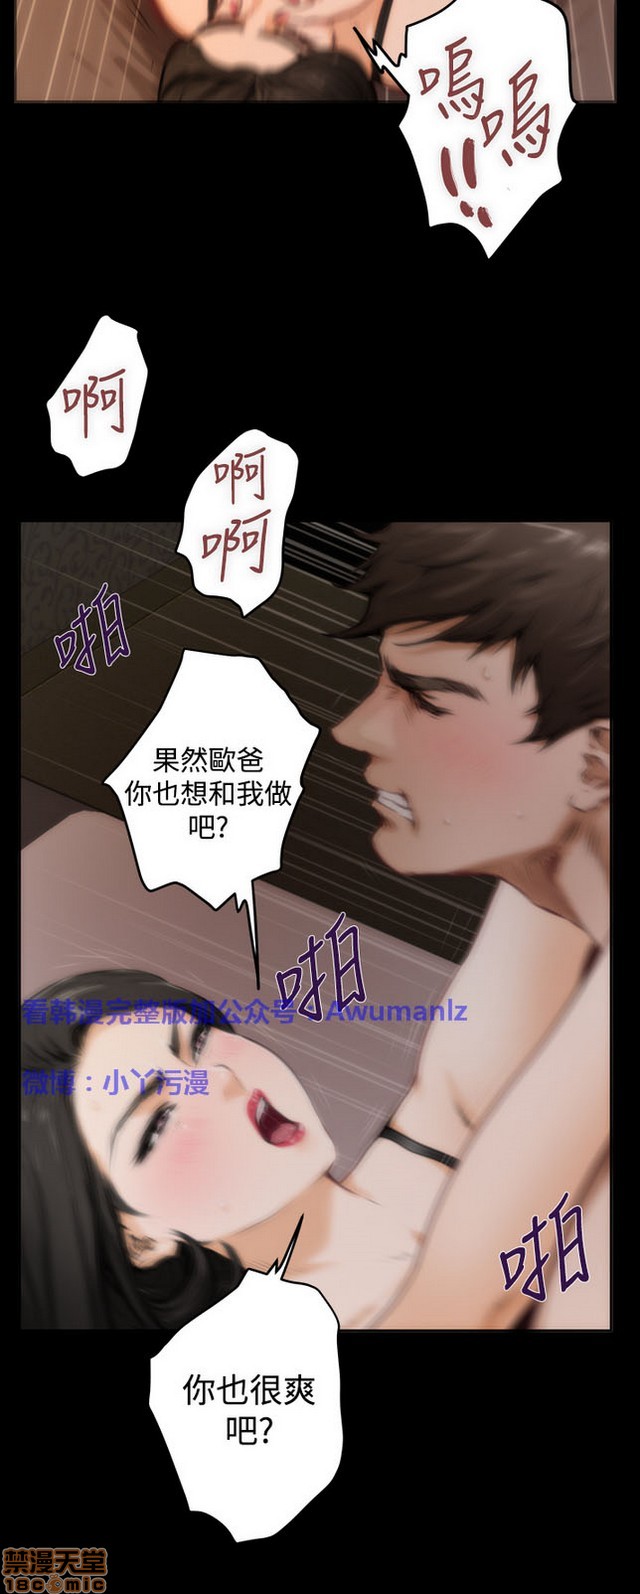 嗚
嗚
!!
啊
啊
啊
啪
果然歐爸
你也想和我做
吧?
啪
看韩漫完整版加公众号：Awumanlz
微博：小丫污漫
啪
你也很爽
吧?
禁漫天堂
18comic